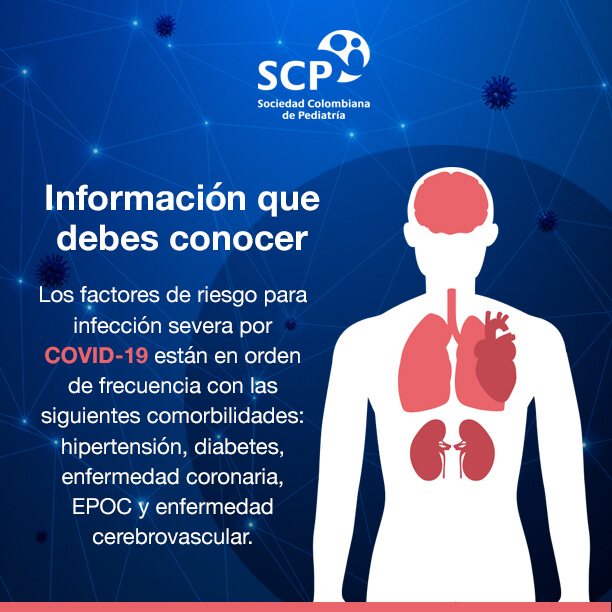 SCP
Sociedad Colombiana
de Pediatría
Información que
debes conocer
Los factores de riesgo para
infección severa por
COVID-19 están en orden
de frecuencia con las
siguientes comorbilidades:
hipertensión, diabetes,
enfermedad coronaria,
EPOC y enfermedad
cerebrovascular.